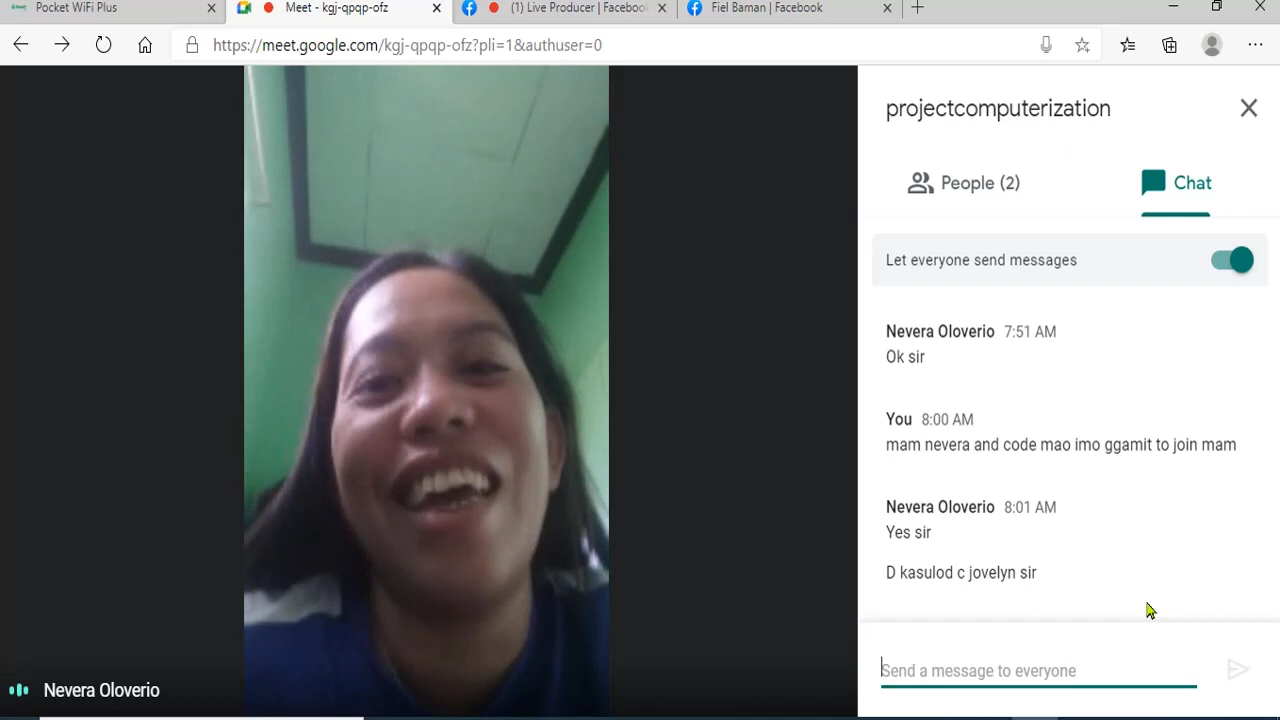 Pocket WiFi Plus
Meet - kgj-qpqp-ofz
(1) Live Producer | Facebook
Fiel Baman | Facebook
https://meet.google.com/kgj-qpqp-ofz?pli=1&authuser=0
projectcomputerization
People (2)
Chat
Let everyone send messages
Nevera Oloverio 7:51 AM
Ok sir
You 8:00 AM
mam nevera and code mao imo ggamit to join mam
Nevera Oloverio 8:01 AM
Yes sir
D kasulod c jovelyn sir
Send a message to everyone
Nevera Oloverio